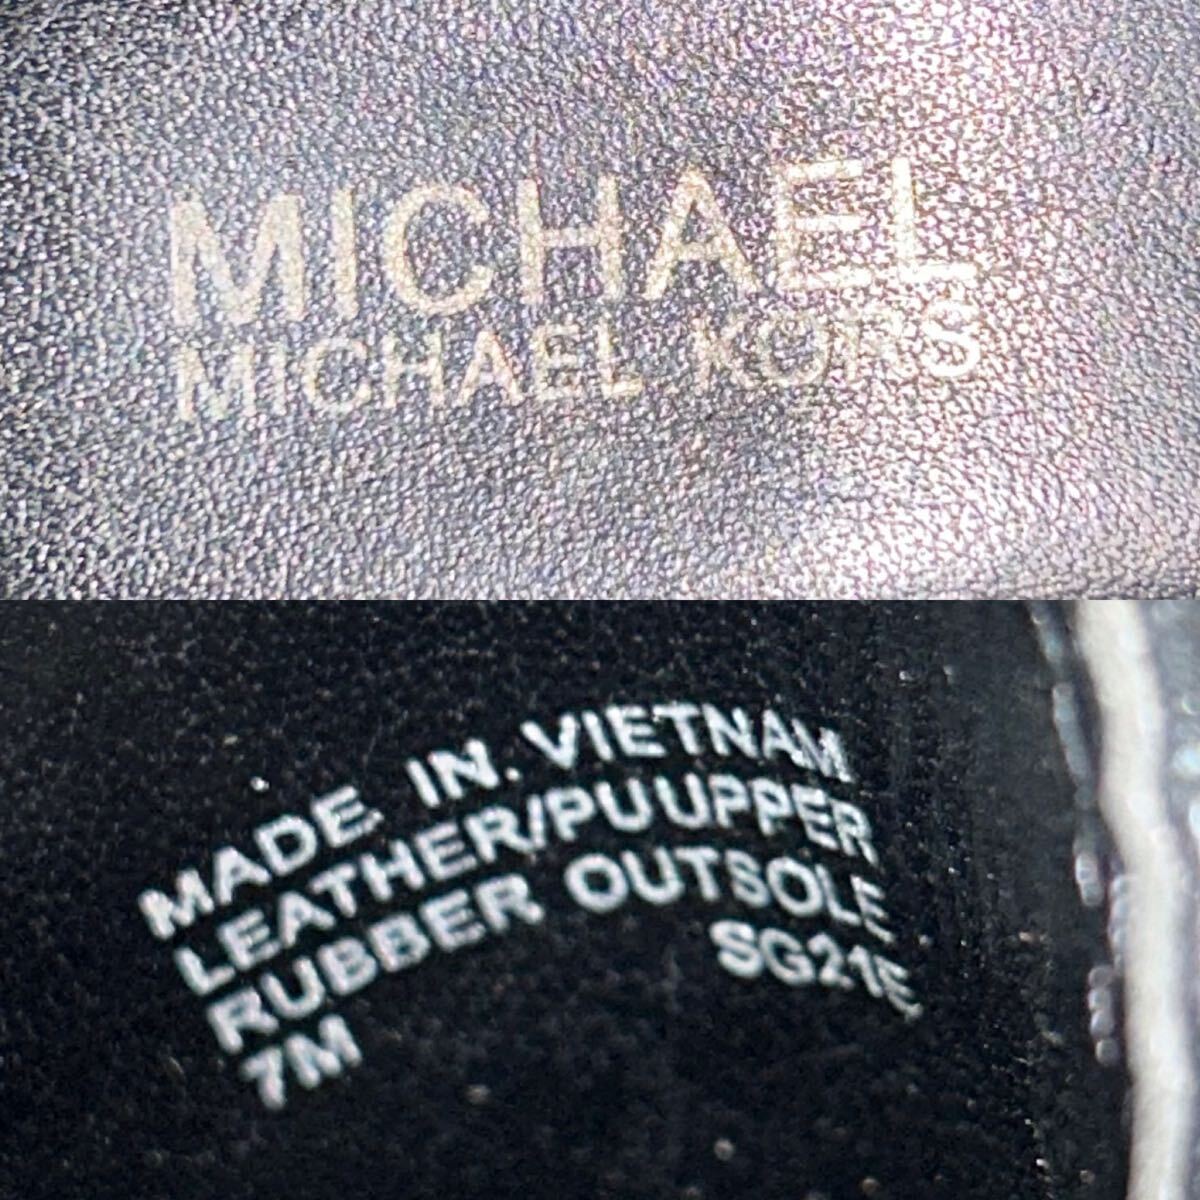 MICHAEL
MICHAEL KORS
MADE IN. VIETNAM
LEATHER/PU UPPER
RUBBER OUTSOLE
7M SG21E